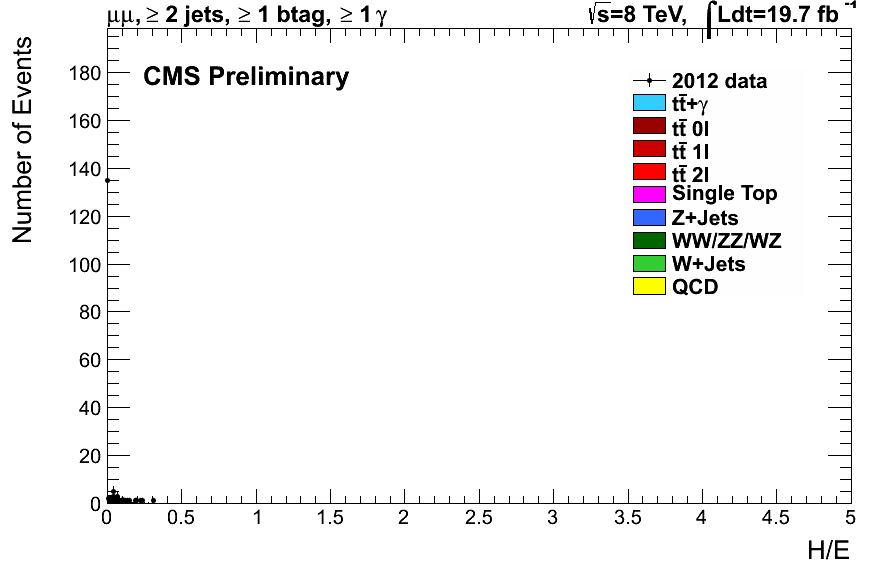 μμ, ≥ 2 jets, ≥ 1 btag, ≥ 1 γ
√s=8 TeV, ∫Ldt=19.7 fb⁻¹
CMS Preliminary
2012 data
tt̄+γ
tt̄ 0l
tt̄ 1l
tt̄ 2l
Single Top
Z+Jets
WW/ZZ/WZ
W+Jets
QCD
Number of Events
180
160
140
120
100
80
60
40
20
0
0 0.5 1 1.5 2 2.5 3 3.5 4 4.5 5
H/E